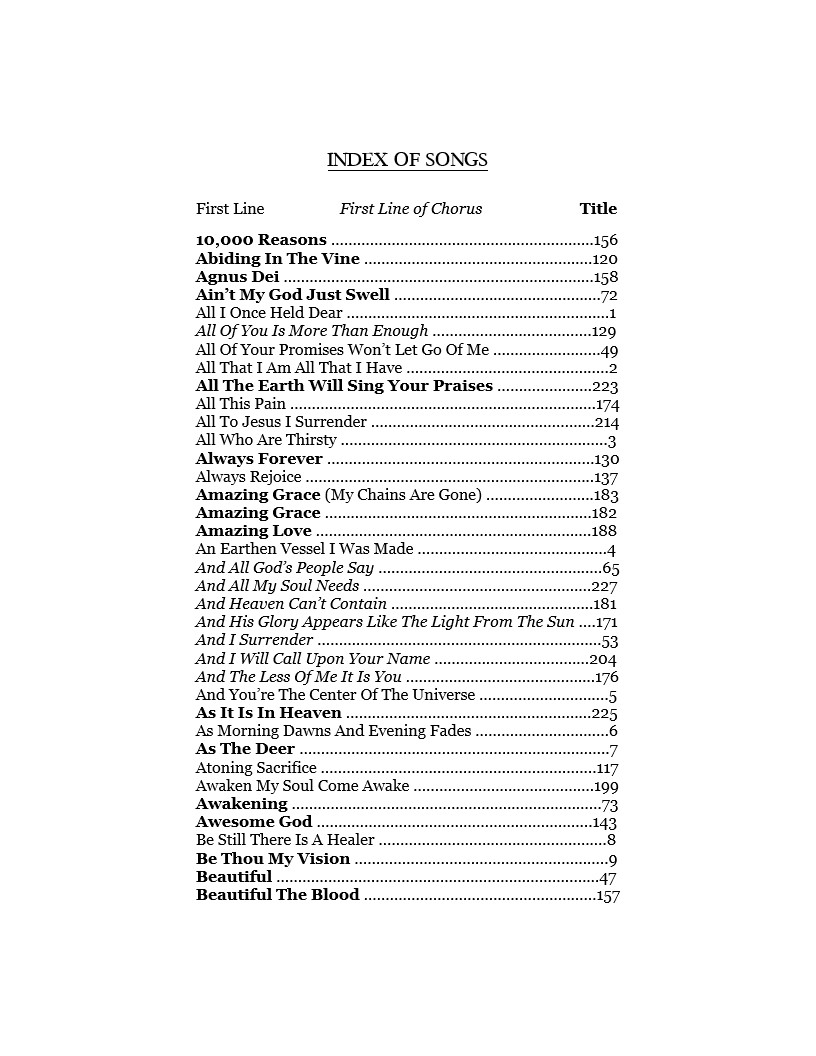 INDEX OF SONGS
First Line First Line of Chorus Title
10,000 Reasons ............................................................156
Abiding In The Vine ....................................................120
Agnus Dei .......................................................................158
Ain't My God Just Swell ...............................................72
All I Once Held Dear ............................................................1
All Of You Is More Than Enough ....................................129
All Of Your Promises Won't Let Go Of Me .........................49
All That I Am All That I Have ..............................................2
All The Earth Will Sing Your Praises ......................223
All This Pain ......................................................................174
All To Jesus I Surrender ...................................................214
All Who Are Thirsty .............................................................3
Always Forever .............................................................130
Always Rejoice ..................................................................137
Amazing Grace (My Chains Are Gone) .........................183
Amazing Grace .............................................................182
Amazing Love ...............................................................188
An Earthen Vessel I Was Made ............................................4
And All God's People Say ...................................................65
And All My Soul Needs ....................................................227
And Heaven Can't Contain ..............................................181
And His Glory Appears Like The Light From The Sun ....171
And I Surrender .................................................................53
And I Will Call Upon Your Name ...................................204
And The Less Of Me It Is You ...........................................176
And You're The Center Of The Universe ..............................5
As It Is In Heaven ........................................................225
As Morning Dawns And Evening Fades ...............................6
As The Deer .......................................................................7
Atoning Sacrifice ...............................................................117
Awaken My Soul Come Awake .........................................199
Awakening .......................................................................73
Awesome God ...............................................................143
Be Still There Is A Healer ....................................................8
Be Thou My Vision ..........................................................9
Beautiful ..........................................................................47
Beautiful The Blood .....................................................157